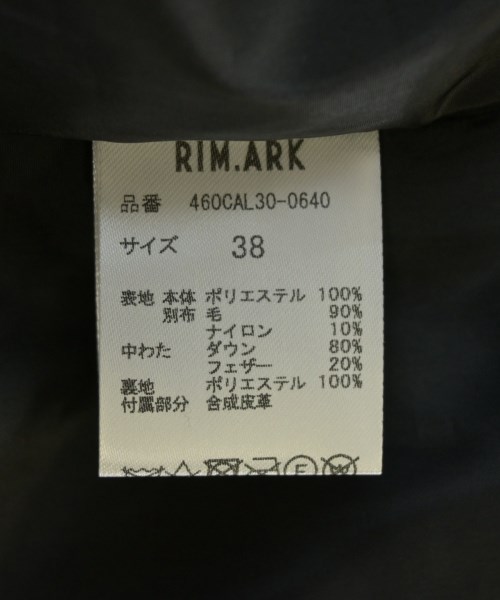 RIM.ARK
品番 460CAL30-0640
サイズ 38
表地 本体 ポリエステル 100%
別布 毛 90%
ナイロン 10%
中わた ダウン 80%
フェザー 20%
裏地 ポリエステル 100%
付属部分 合成皮革
F W